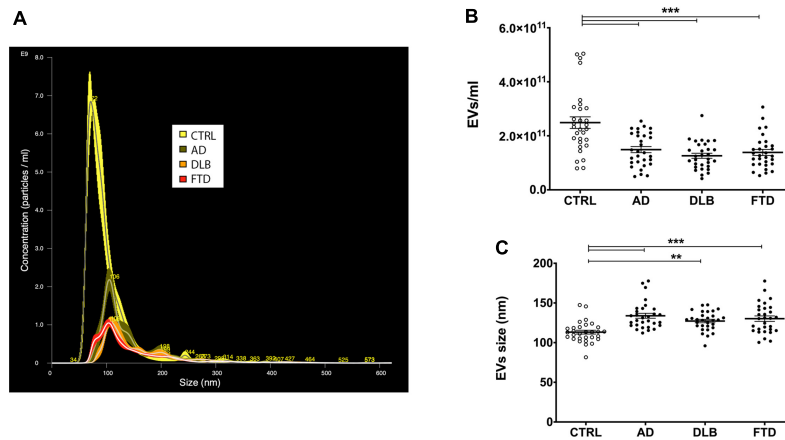 A
E9
8.0
7.0
6.0
5.0
4.0
3.0
2.0
1.0
0
Concentration (particles / ml)
CTRL
AD
DLB
FTD
106
244
314
338
363
392
427
464
525
573
34
0 100 200 300 400 500 600
Size (nm)
B
***
6.0×10¹¹
4.0×10¹¹
2.0×10¹¹
0.0
EVs/ml
CTRL AD DLB FTD
C
***
**
200
150
100
50
0
EVs size (nm)
CTRL AD DLB FTD